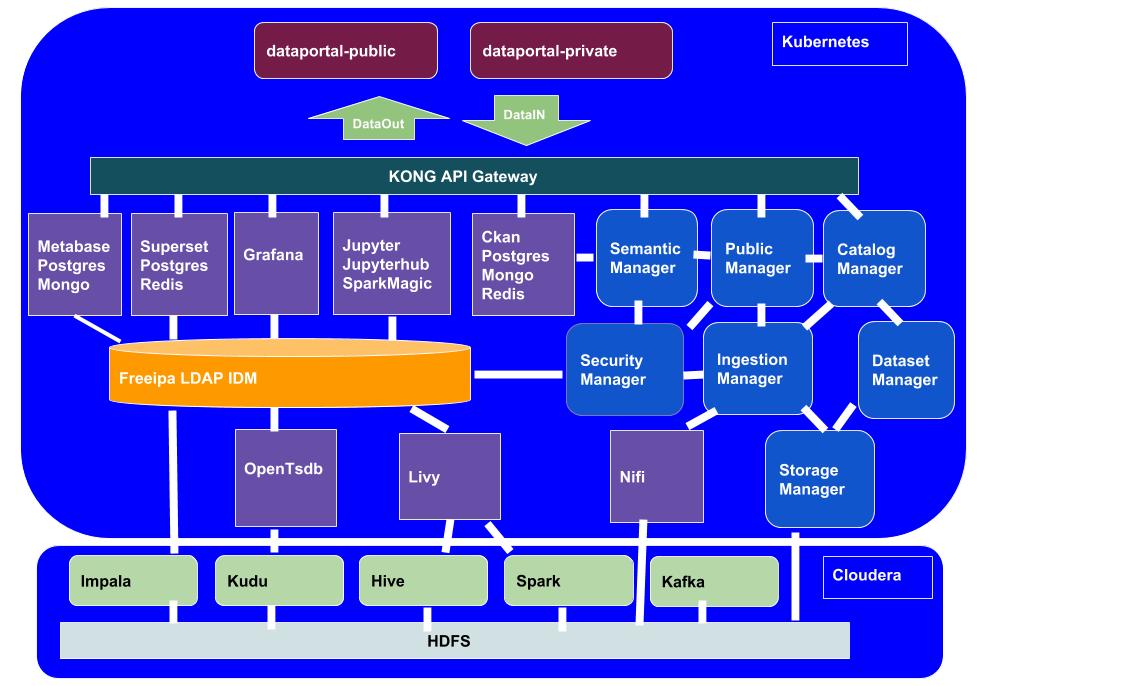 dataportal-public
dataportal-private
Kubernetes
DataOut
DataIN
KONG API Gateway
Metabase
Postgres
Mongo
Superset
Postgres
Redis
Grafana
Jupyter
Jupyterhub
SparkMagic
Ckan
Postgres
Mongo
Redis
Semantic
Manager
Public
Manager
Catalog
Manager
Freeipa LDAP IDM
Security
Manager
Ingestion
Manager
Dataset
Manager
OpenTsdb
Livy
Nifi
Storage
Manager
Impala
Kudu
Hive
Spark
Kafka
Cloudera
HDFS